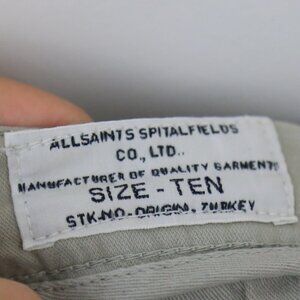 ALLSAINTS SPITALFIELDS
CO., LTD..
MANUFACTURER OF QUALITY GARMENTS
SIZE - TEN
STK-NO-ORIGIN, TURKEY